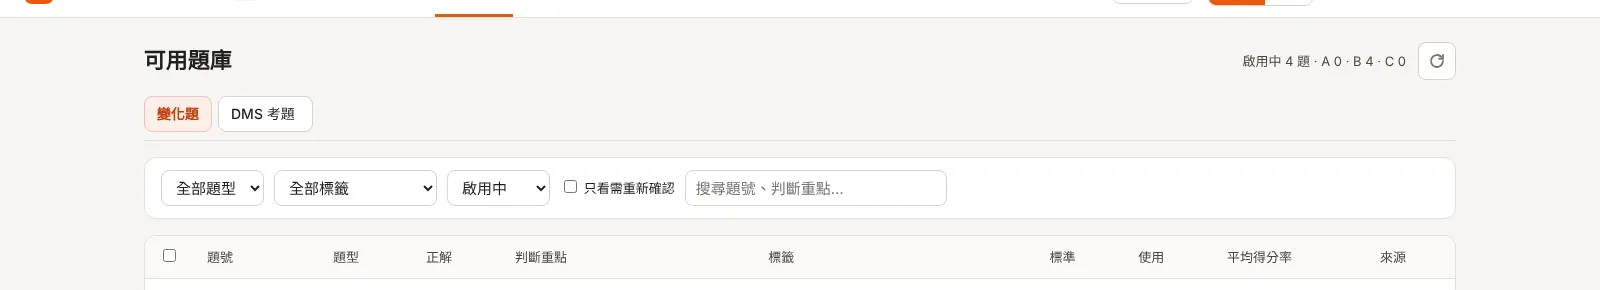 可用題庫
啟用中 4 題 · A 0 · B 4 · C 0
變化題 DMS 考題
全部題型 全部標籤 啟用中 只看需重新確認 搜尋題號、判斷重點...
題號 題型 正解 判斷重點 標籤 標準 使用 平均得分率 來源